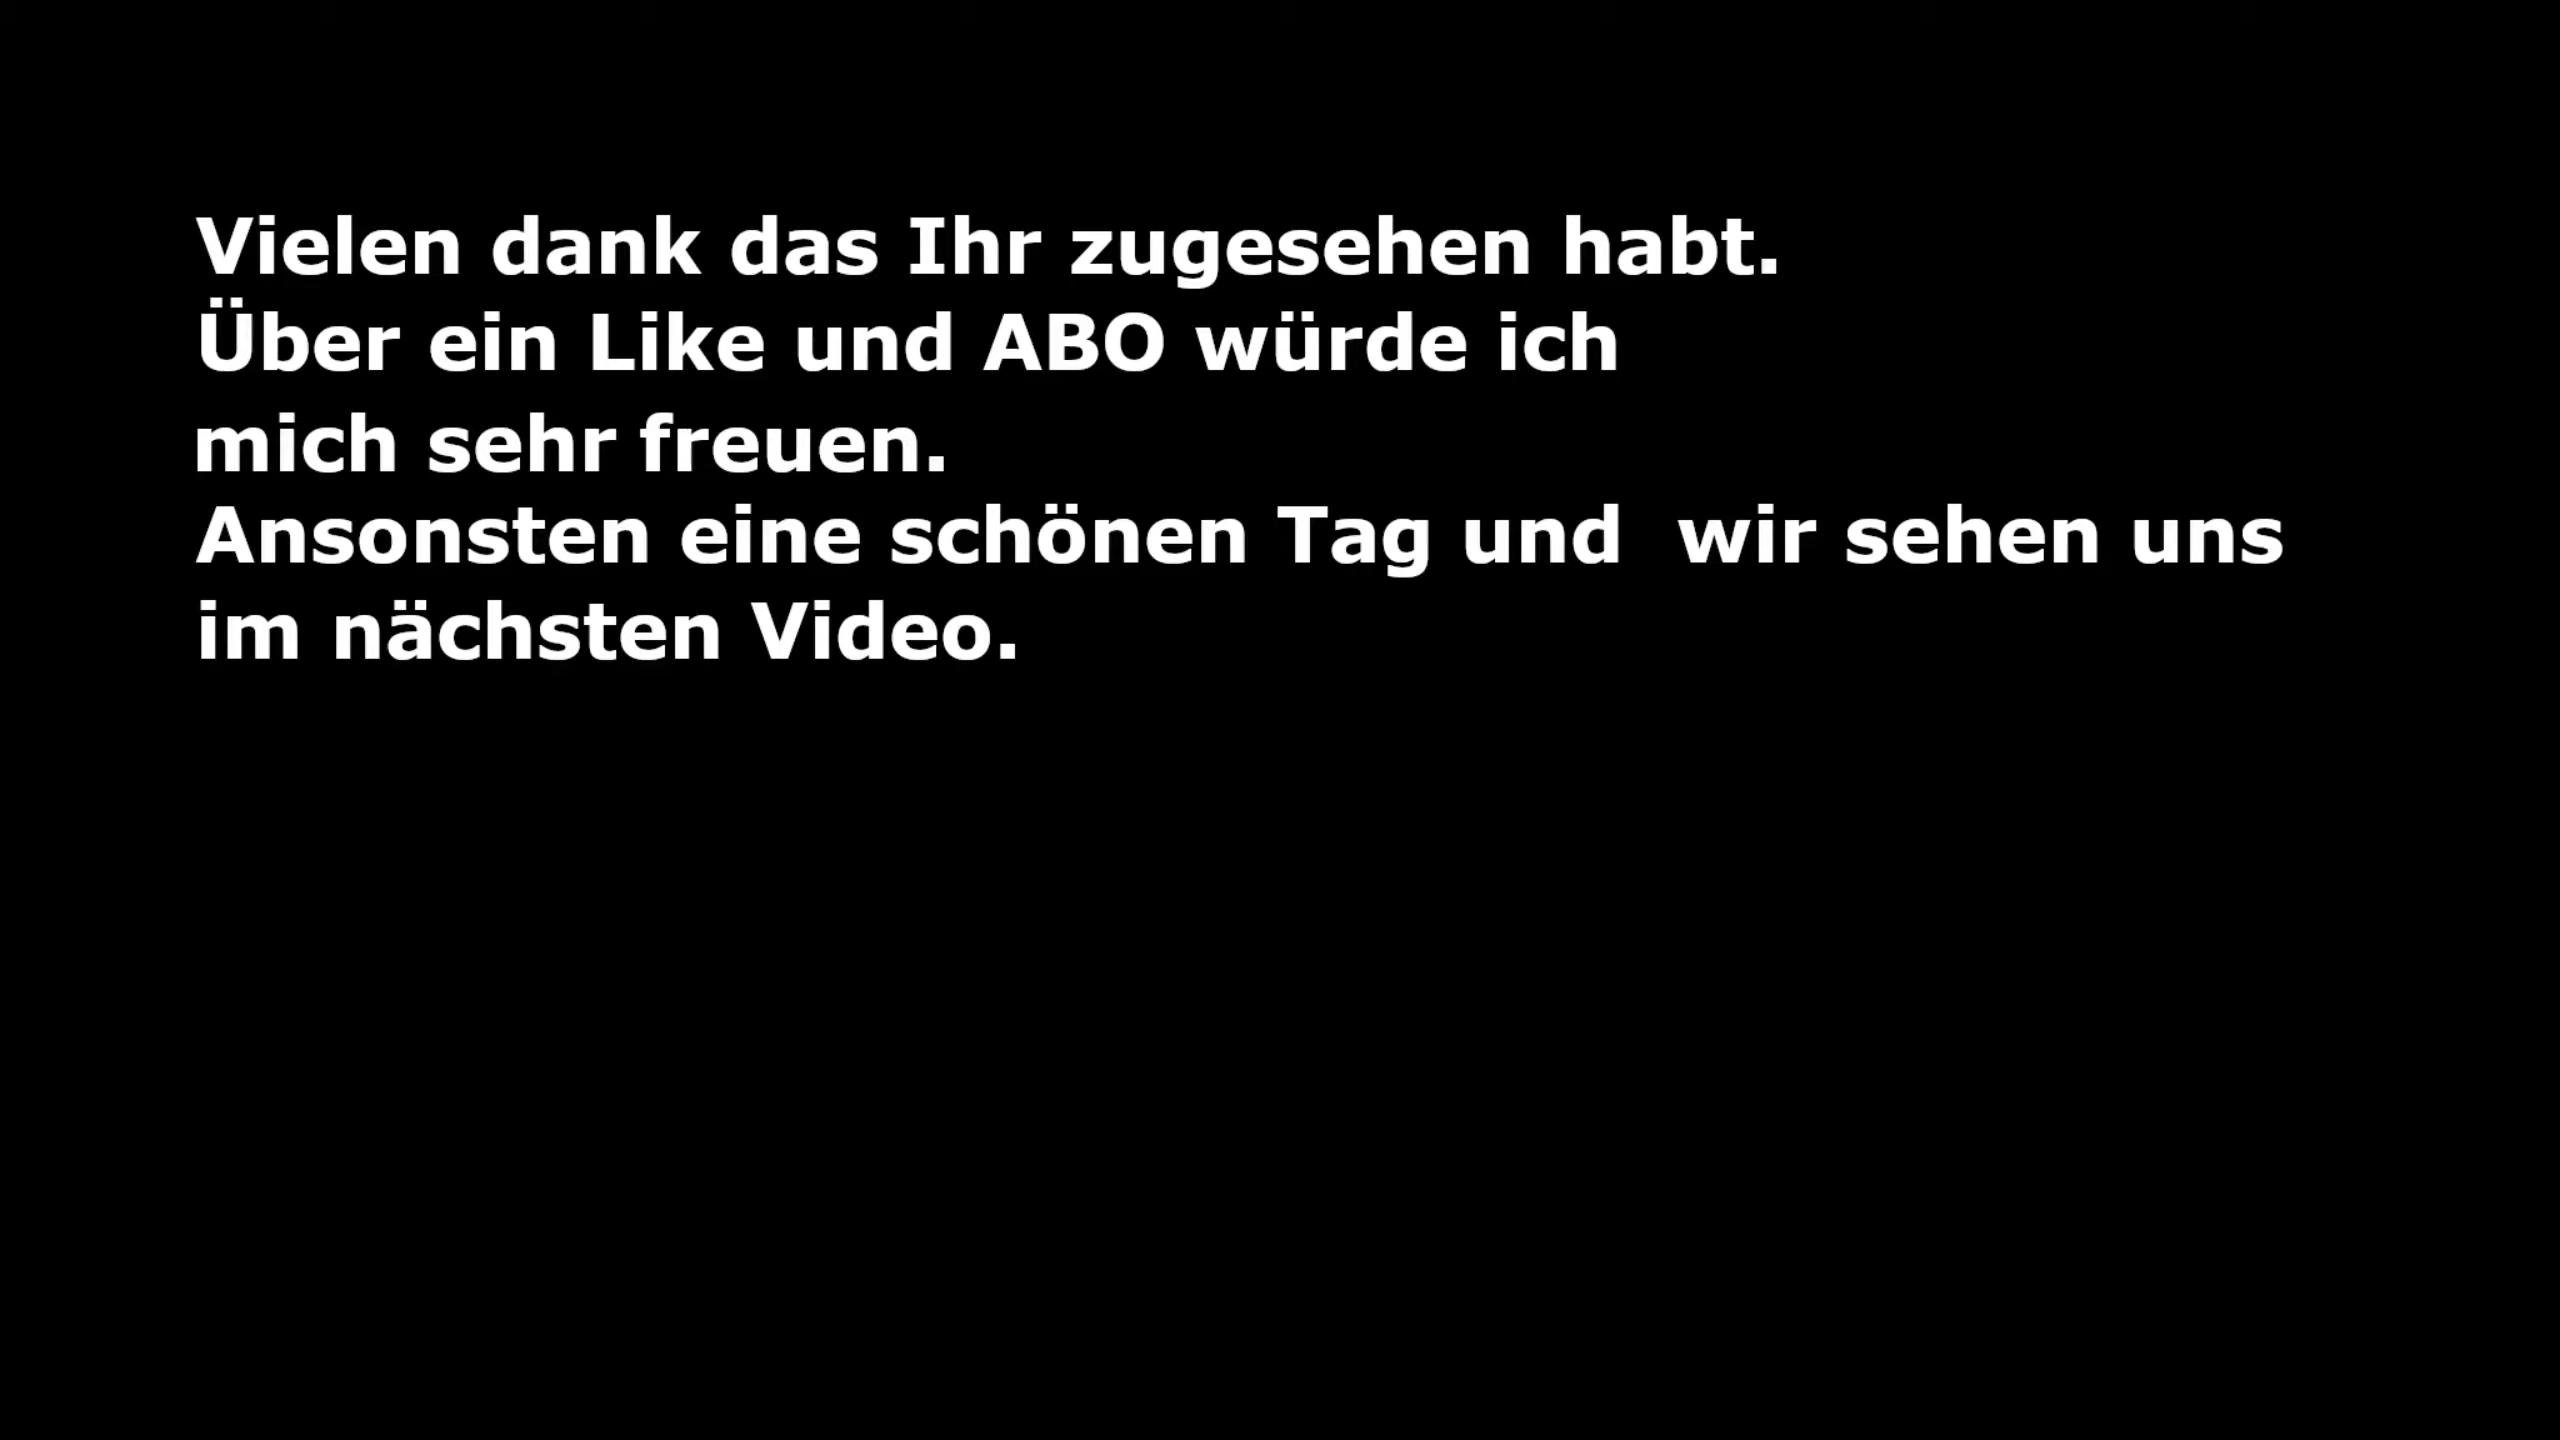 Vielen dank das Ihr zugesehen habt.
Über ein Like und ABO würde ich
mich sehr freuen.
Ansonsten eine schönen Tag und  wir sehen uns
im nächsten Video.